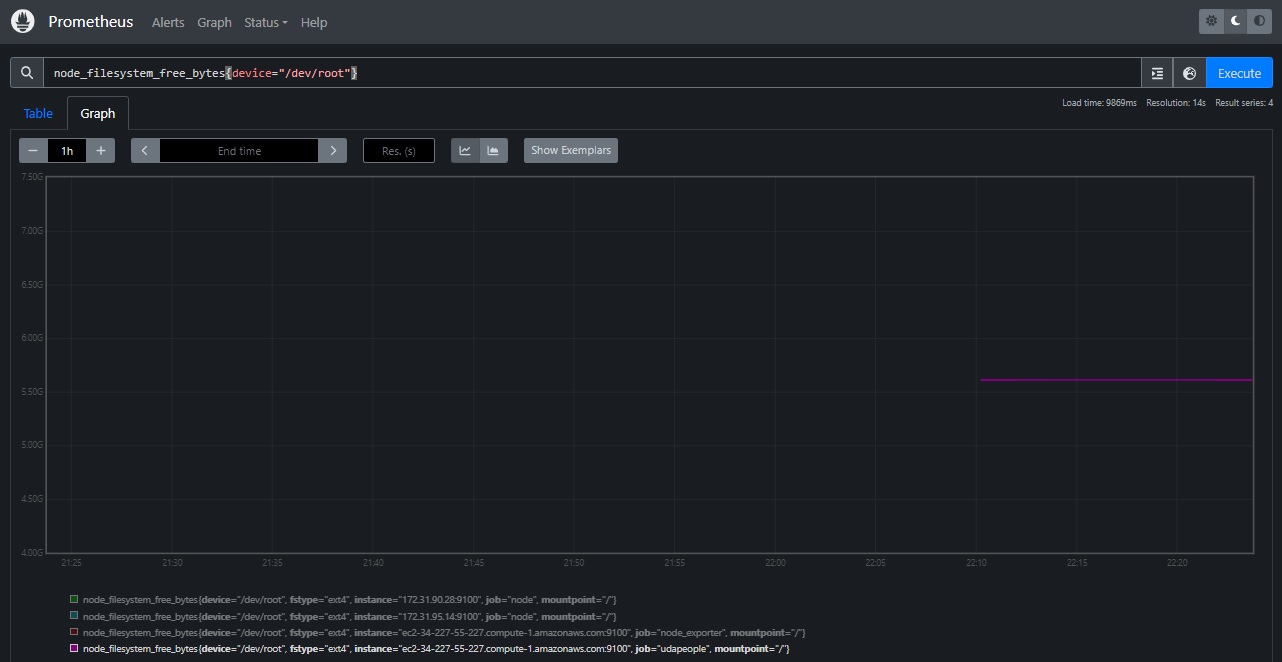 Prometheus Alerts Graph Status Help
node_filesystem_free_bytes{device="/dev/root"} Execute
Load time: 9869ms Resolution: 14s Result series: 4
Table Graph
1h End time Res. (s) Show Exemplars
7.50G
7.00G
6.50G
6.00G
5.50G
5.00G
4.50G
4.00G
21:25 21:30 21:35 21:40 21:45 21:50 21:55 22:00 22:05 22:10 22:15 22:20
node_filesystem_free_bytes{device="/dev/root", fstype="ext4", instance="172.31.90.28:9100", job="node", mountpoint="/"}
node_filesystem_free_bytes{device="/dev/root", fstype="ext4", instance="172.31.95.14:9100", job="node", mountpoint="/"}
node_filesystem_free_bytes{device="/dev/root", fstype="ext4", instance="ec2-34-227-55-227.compute-1.amazonaws.com:9100", job="node_exporter", mountpoint="/"}
node_filesystem_free_bytes{device="/dev/root", fstype="ext4", instance="ec2-34-227-55-227.compute-1.amazonaws.com:9100", job="udapeople", mountpoint="/"}